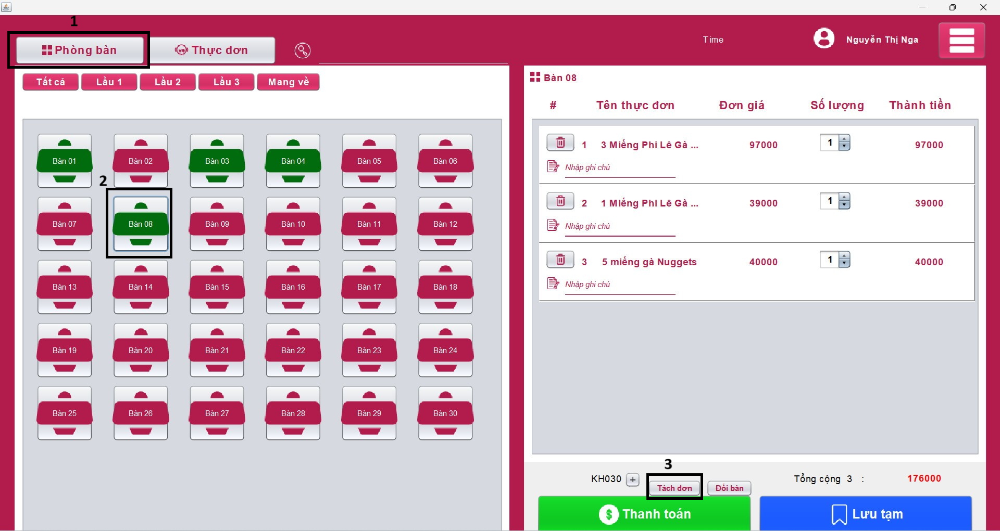 1
Phòng bàn
Thực đơn
Time
Nguyễn Thị Nga
Tất cả
Lầu 1
Lầu 2
Lầu 3
Mang về
Bàn 01
Bàn 02
Bàn 03
Bàn 04
Bàn 05
Bàn 06
2
Bàn 07
Bàn 08
Bàn 09
Bàn 10
Bàn 11
Bàn 12
Bàn 13
Bàn 14
Bàn 15
Bàn 16
Bàn 17
Bàn 18
Bàn 19
Bàn 20
Bàn 21
Bàn 22
Bàn 23
Bàn 24
Bàn 25
Bàn 26
Bàn 27
Bàn 28
Bàn 29
Bàn 30
Bàn 08
# Tên thực đơn Đơn giá Số lượng Thành tiền
1 3 Miếng Phi Lê Gà ... 97000 1 97000
Nhập ghi chú
2 1 Miếng Phi Lê Gà ... 39000 1 39000
Nhập ghi chú
3 5 miếng gà Nuggets 40000 1 40000
Nhập ghi chú
3
KH030 +
Tách đơn
Đổi bàn
Tổng cộng 3 : 176000
$ Thanh toán
Lưu tạm